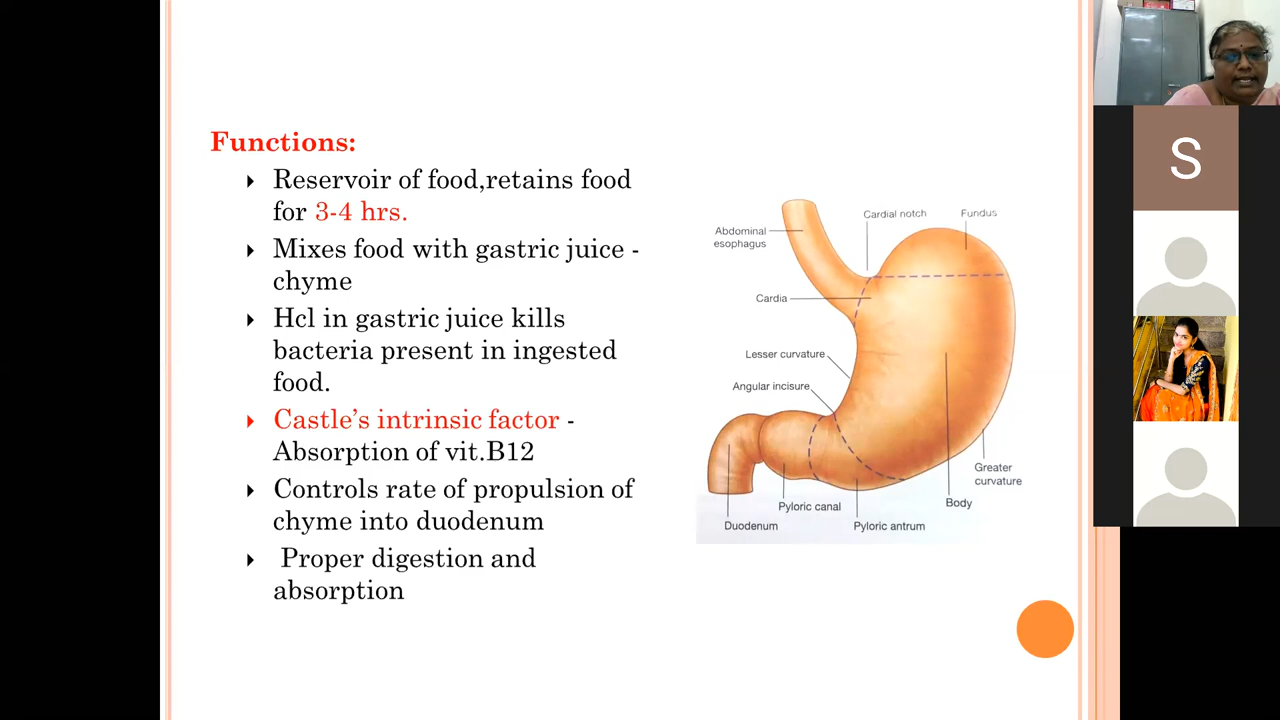 Functions:
Reservoir of food,retains food
for 3-4 hrs.
Mixes food with gastric juice -
chyme
Hcl in gastric juice kills
bacteria present in ingested
food.
Castle’s intrinsic factor -
Absorption of vit.B12
Controls rate of propulsion of
chyme into duodenum
Proper digestion and
absorption
Cardial notch
Fundus
Abdominal
esophagus
Cardia
Lesser curvature
Angular incisure
Greater
curvature
Body
Pyloric canal
Duodenum
Pyloric antrum
S